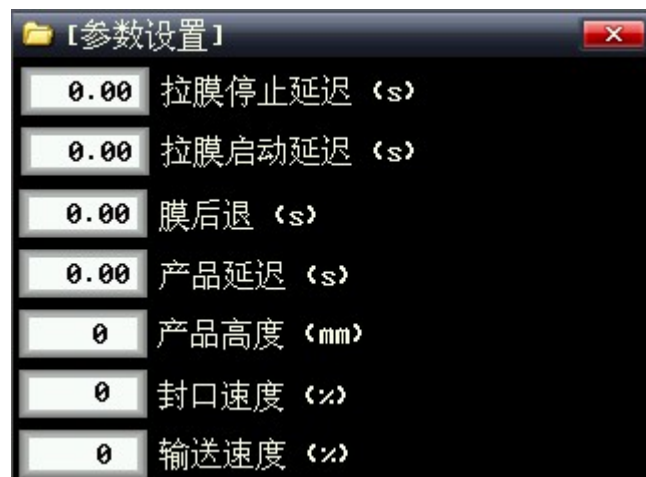 [参数设置]
0.00 拉膜停止延迟 (s)
0.00 拉膜启动延迟 (s)
0.00 膜后退 (s)
0.00 产品延迟 (s)
0 产品高度 (mm)
0 封口速度 (%)
0 输送速度 (%)